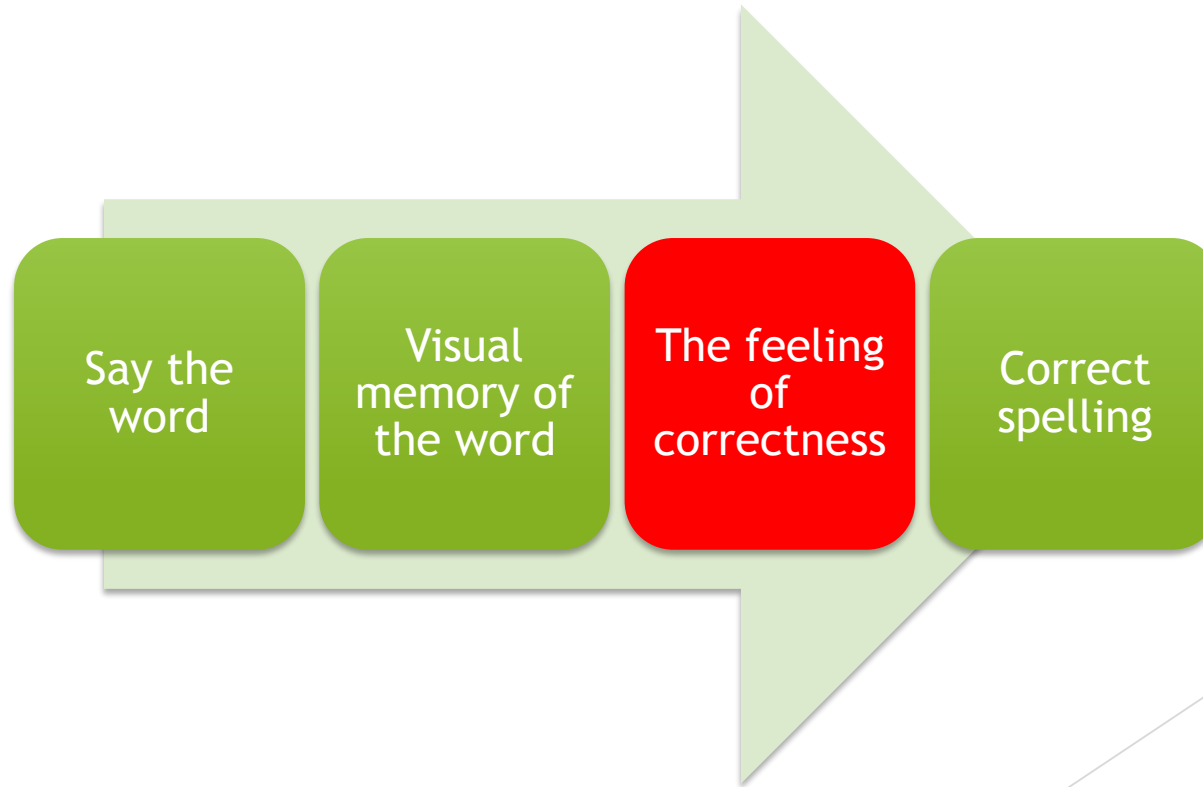 Say the
word
Visual
memory of
the word
The feeling
of
correctness
Correct
spelling